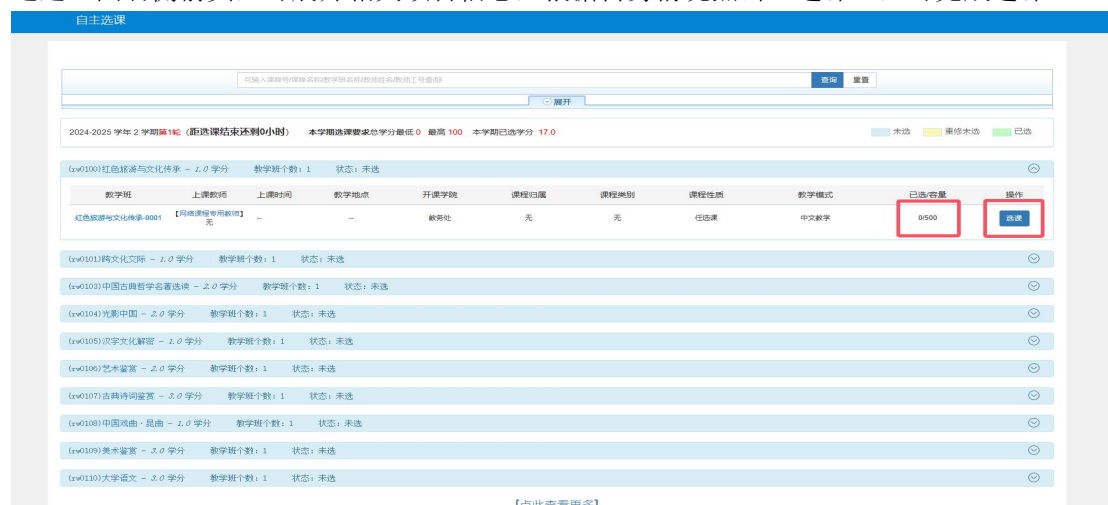 自主选课
可输入课程号/课程名称/教学班名称/教师姓名/教师工号查询! 查询 重置
展开
2024-2025 学年 2 学期第1轮（距选课结束还剩0小时） 本学期选课要求总学分最低 0 最高 100 本学期已选学分 17.0 未选 重修未选 已选
(zw0100)红色旅游与文化传承 - 1.0 学分 教学班个数: 1 状态: 未选
教学班 上课教师 上课时间 教学地点 开课学院 课程归属 课程类别 课程性质 教学模式 已选/容量 操作
红色旅游与文化传承-0001 【网络课程专用教师】无 -- -- 教务处 无 无 任选课 中文教学 0/500 选课
(zw0101)跨文化交际 - 1.0 学分 教学班个数: 1 状态: 未选
(zw0103)中国古典哲学名著选读 - 2.0 学分 教学班个数: 1 状态: 未选
(zw0104)光影中国 - 2.0 学分 教学班个数: 1 状态: 未选
(zw0105)汉字文化解密 - 1.0 学分 教学班个数: 1 状态: 未选
(zw0106)艺术鉴赏 - 2.0 学分 教学班个数: 1 状态: 未选
(zw0107)古典诗词鉴赏 - 3.0 学分 教学班个数: 1 状态: 未选
(zw0108)中国戏曲·昆曲 - 1.0 学分 教学班个数: 1 状态: 未选
(zw0109)美术鉴赏 - 3.0 学分 教学班个数: 1 状态: 未选
(zw0110)大学语文 - 3.0 学分 教学班个数: 1 状态: 未选
【点此查看更多】